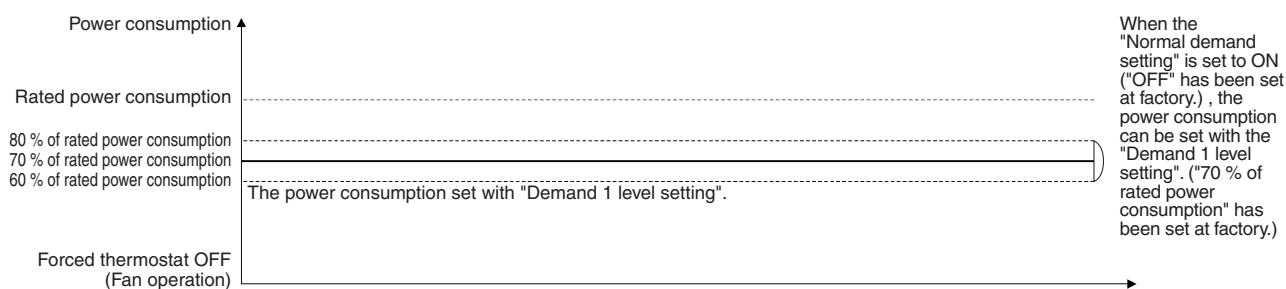 Power consumption
Rated power consumption
80 % of rated power consumption
70 % of rated power consumption
60 % of rated power consumption
The power consumption set with "Demand 1 level setting".
Forced thermostat OFF
(Fan operation)
When the
"Normal demand
setting" is set to ON
("OFF" has been set
at factory.) , the
power consumption
can be set with the
"Demand 1 level
setting". ("70 % of
rated power
consumption" has
been set at factory.)